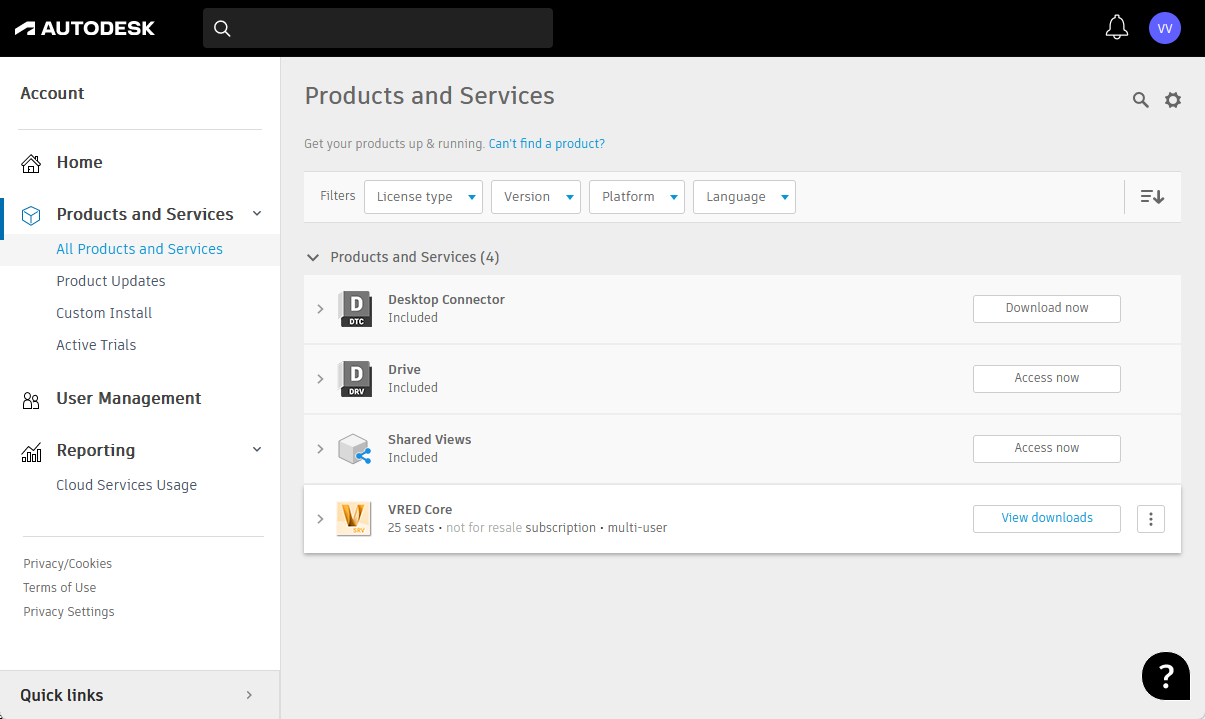 AUTODESK
VV
Account
Home
Products and Services
All Products and Services
Product Updates
Custom Install
Active Trials
User Management
Reporting
Cloud Services Usage
Privacy/Cookies
Terms of Use
Privacy Settings
Quick links
Products and Services
Get your products up & running. Can't find a product?
Filters License type Version Platform Language
Products and Services (4)
D
DTC
Desktop Connector
Included
Download now
D
DRV
Drive
Included
Access now
Shared Views
Included
Access now
V
SRV
VRED Core
25 seats • not for resale subscription • multi-user
View downloads
?